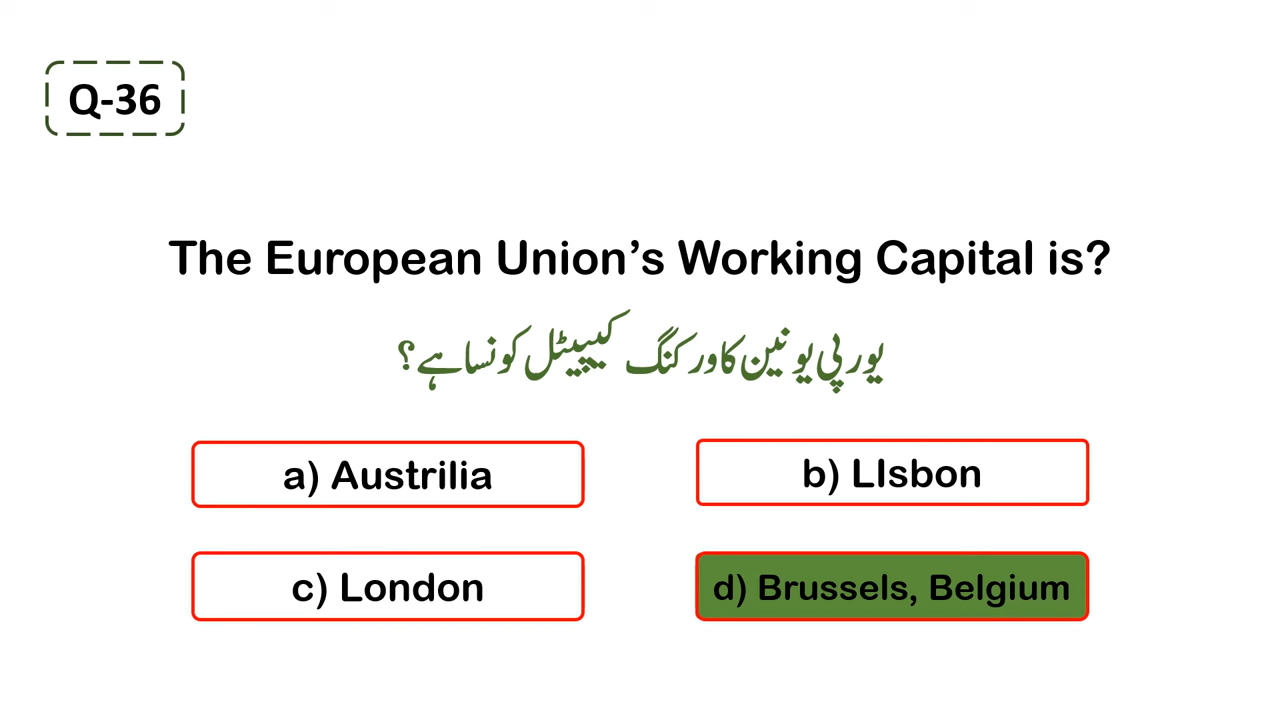 Q-36
The European Union’s Working Capital is?
یورپی یونین کا ورکنگ کیپیٹل کونسا ہے؟
a) Austrilia
b) LIsbon
c) London
d) Brussels, Belgium